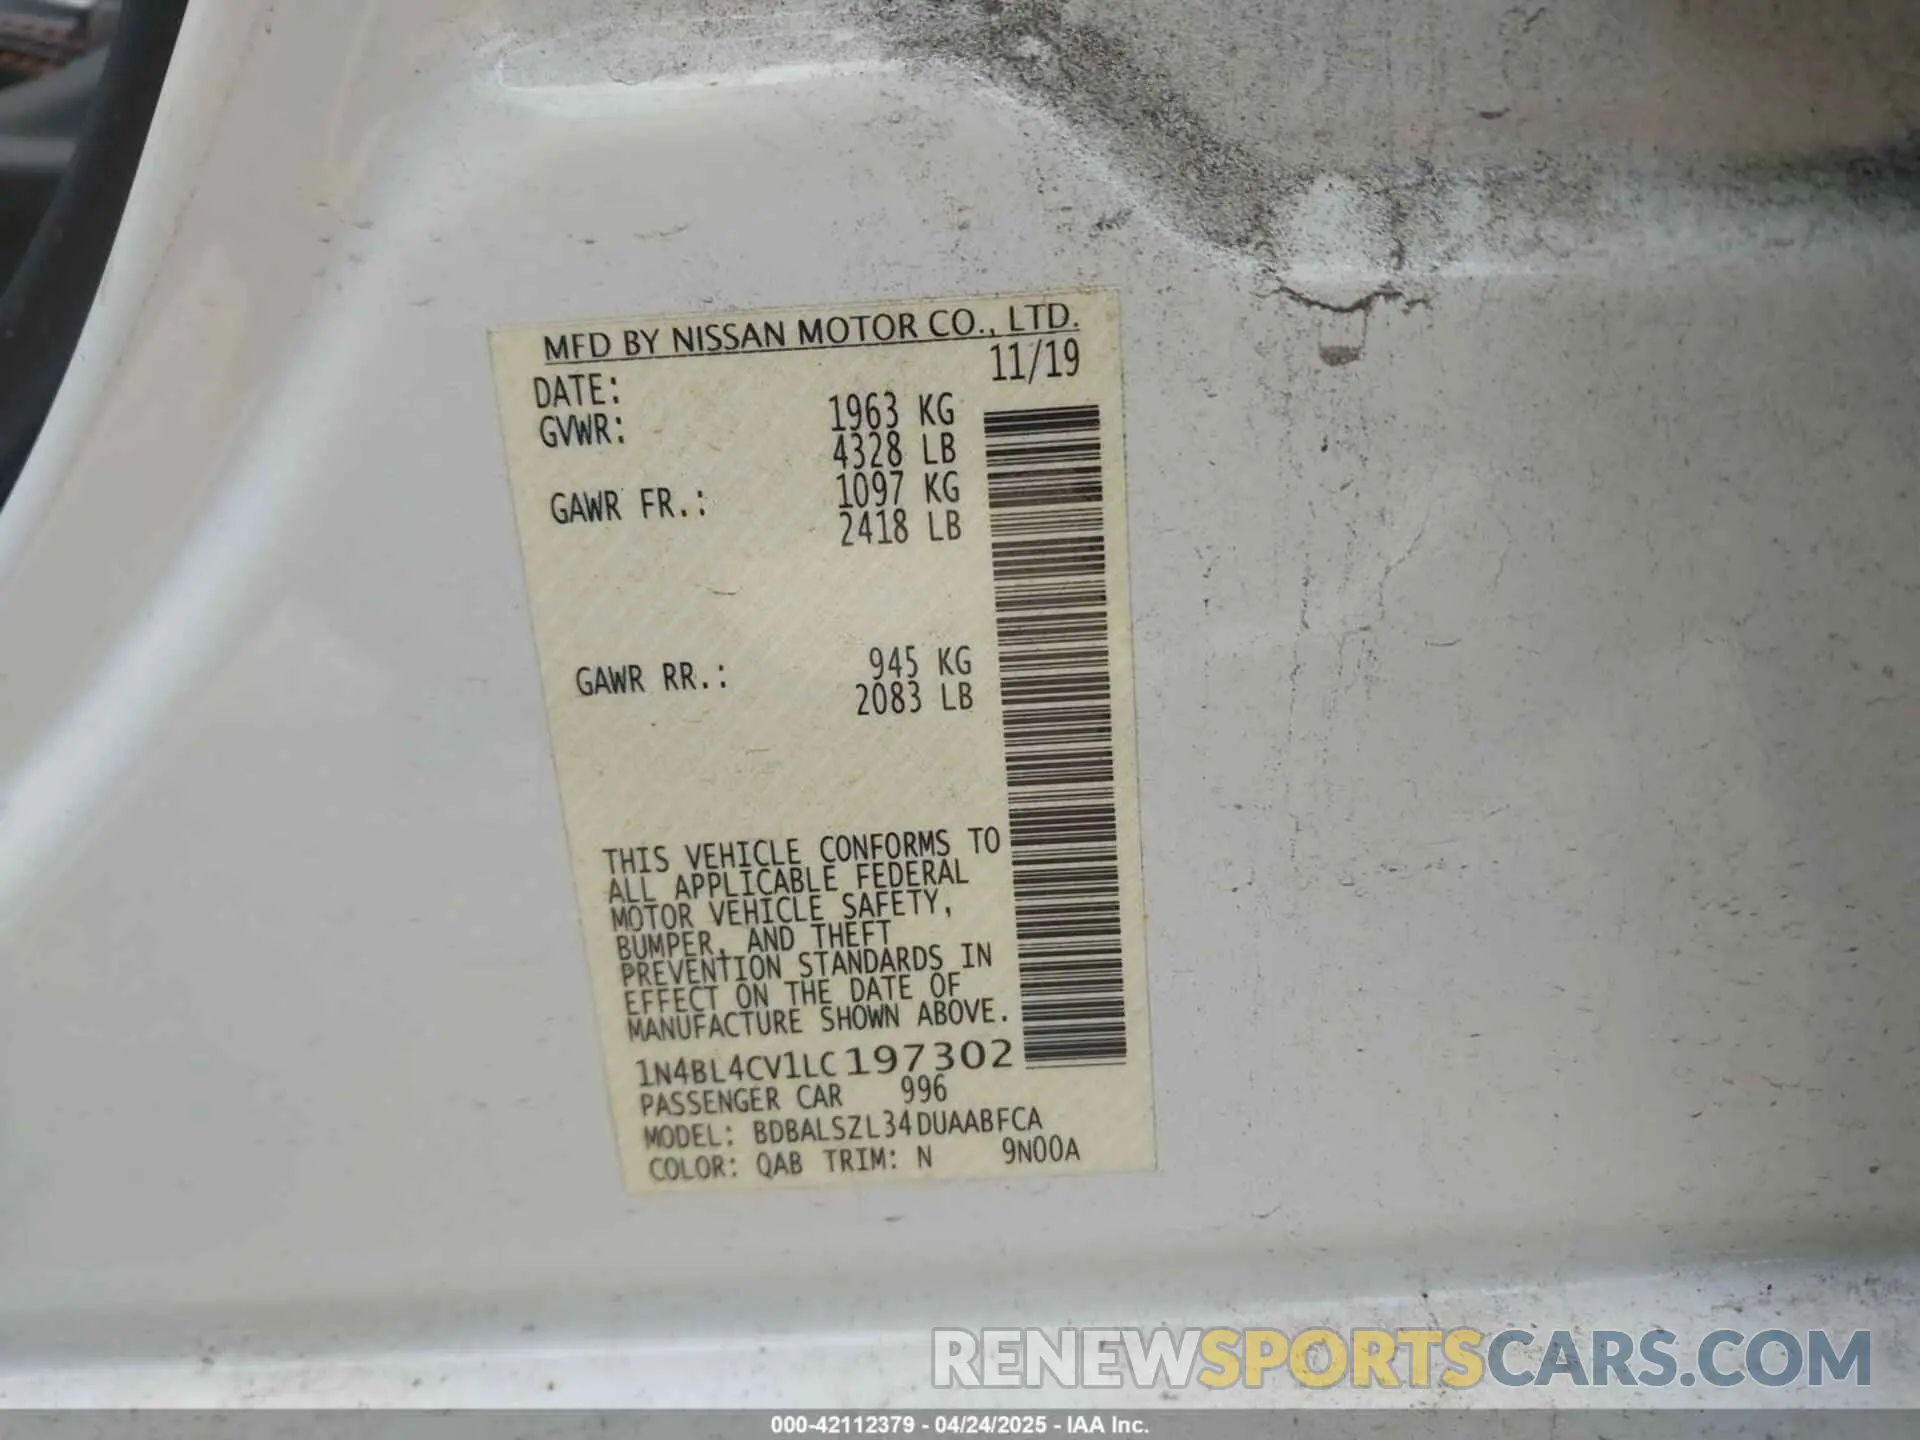 MFD BY NISSAN MOTOR CO., LTD.
DATE: 11/19
GVWR: 1963 KG
4328 LB
GAWR FR.: 1097 KG
2418 LB
GAWR RR.: 945 KG
2083 LB
THIS VEHICLE CONFORMS TO
ALL APPLICABLE FEDERAL
MOTOR VEHICLE SAFETY,
BUMPER, AND THEFT
PREVENTION STANDARDS IN
EFFECT ON THE DATE OF
MANUFACTURE SHOWN ABOVE.
1N4BL4CV1LC197302
PASSENGER CAR 996
MODEL: BDBALSZL34DUAABFCA
COLOR: QAB TRIM: N 9N00A
RENEWSPORTSCARS.COM
000-42112379 - 04/24/2025 - IAA Inc.